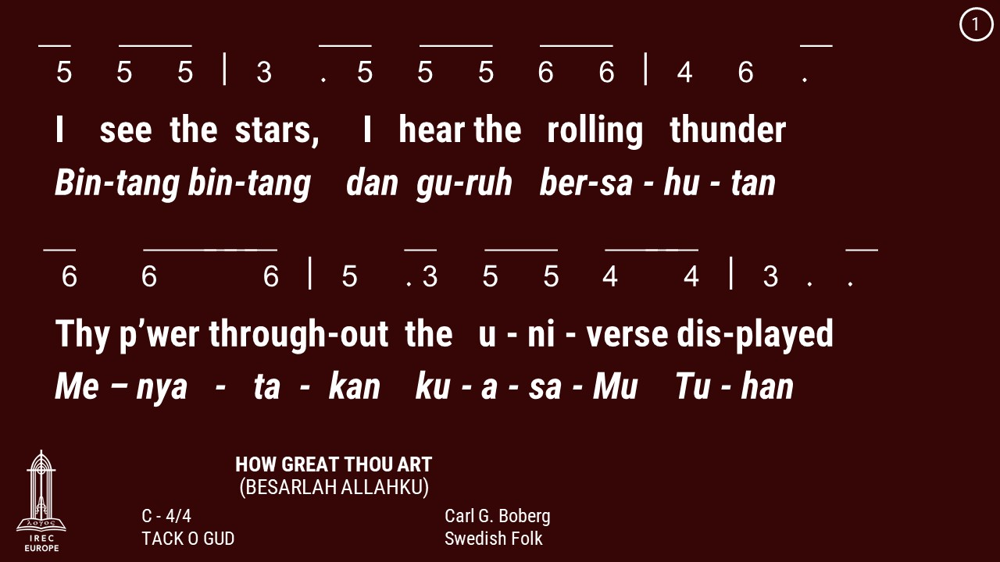 1
5 5 5 | 3 . 5 5 5 6 6 | 4 6 .
I see the stars, I hear the rolling thunder
Bin-tang bin-tang dan gu-ruh ber-sa - hu - tan
6 6 6 | 5 . 3 5 5 4 4 | 3 . .
Thy p’wer through-out the u - ni - verse dis-played
Me – nya - ta - kan ku - a - sa - Mu Tu - han
HOW GREAT THOU ART
(BESARLAH ALLAHKU)
C - 4/4
TACK O GUD
Carl G. Boberg
Swedish Folk
λογος
IREC
EUROPE